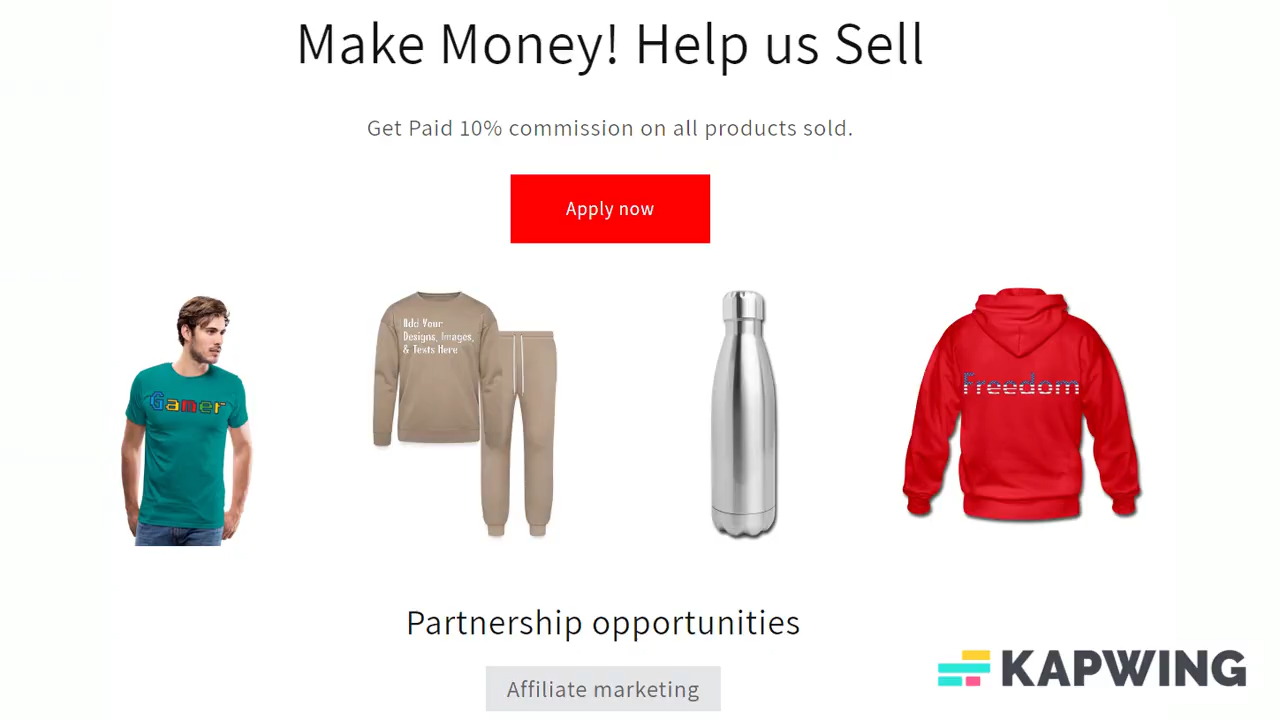 Make Money! Help us Sell
Get Paid 10% commission on all products sold.
Apply now
Gamer
Add Your
Designs, Images,
& Texts Here
Freedom
Partnership opportunities
Affiliate marketing
KAPWING